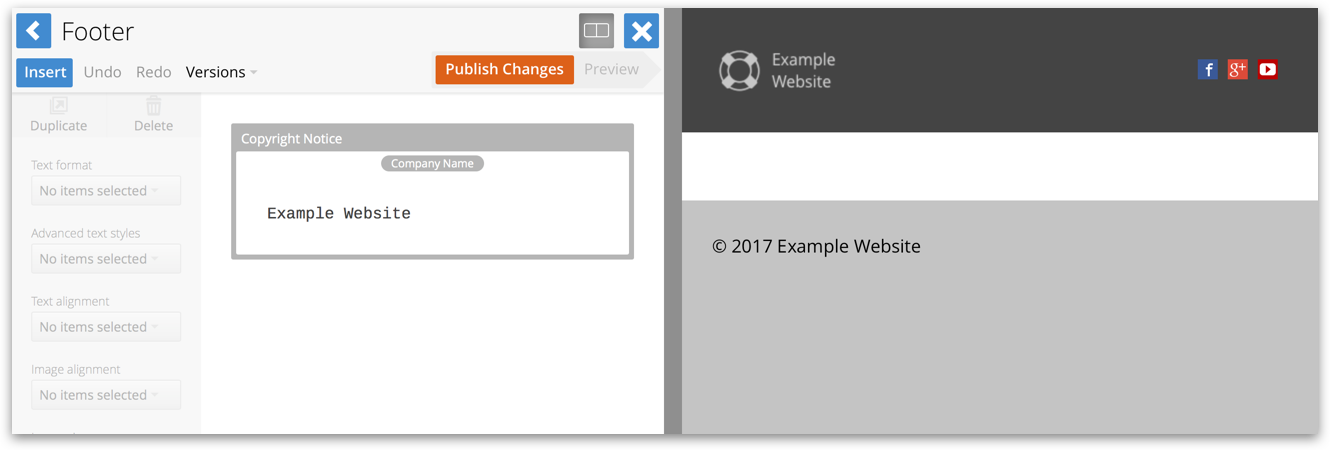 Footer
Insert Undo Redo Versions
Publish Changes Preview
Duplicate Delete
Text format
No items selected
Advanced text styles
No items selected
Text alignment
No items selected
Image alignment
No items selected
Copyright Notice
Company Name
Example Website
Example
Website
f g+
© 2017 Example Website